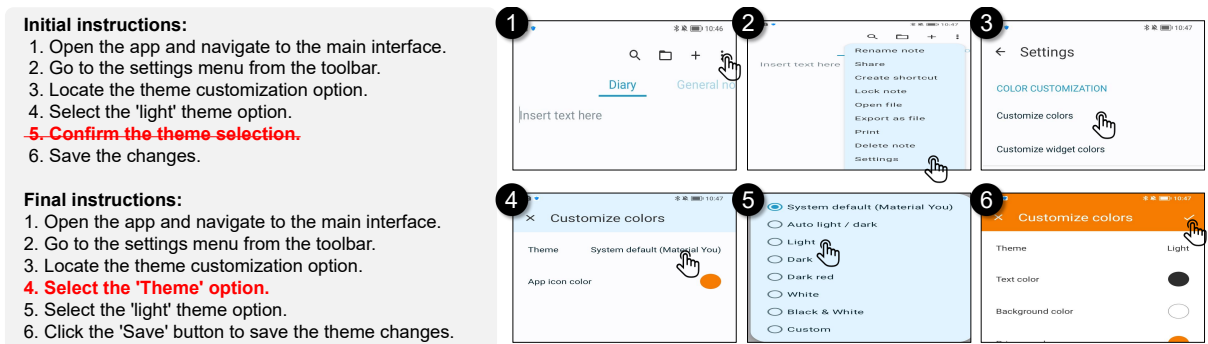 Initial instructions:
1. Open the app and navigate to the main interface.
2. Go to the settings menu from the toolbar.
3. Locate the theme customization option.
4. Select the 'light' theme option.
5. Confirm the theme selection.
6. Save the changes.
Final instructions:
1. Open the app and navigate to the main interface.
2. Go to the settings menu from the toolbar.
3. Locate the theme customization option.
4. Select the 'Theme' option.
5. Select the 'light' theme option.
6. Click the 'Save' button to save the theme changes.
1
10:46
Diary General no
Insert text here
2
10:47
Insert text here
Rename note
Share
Create shortcut
Lock note
Open file
Export as file
Print
Delete note
Settings
3
10:47
Settings
COLOR CUSTOMIZATION
Customize colors
Customize widget colors
4
10:47
Customize colors
Theme System default (Material You)
App icon color
5
System default (Material You)
Auto light / dark
Light
Dark
Dark red
White
Black & White
Custom
6
10:47
Customize colors
Theme Light
Text color
Background color